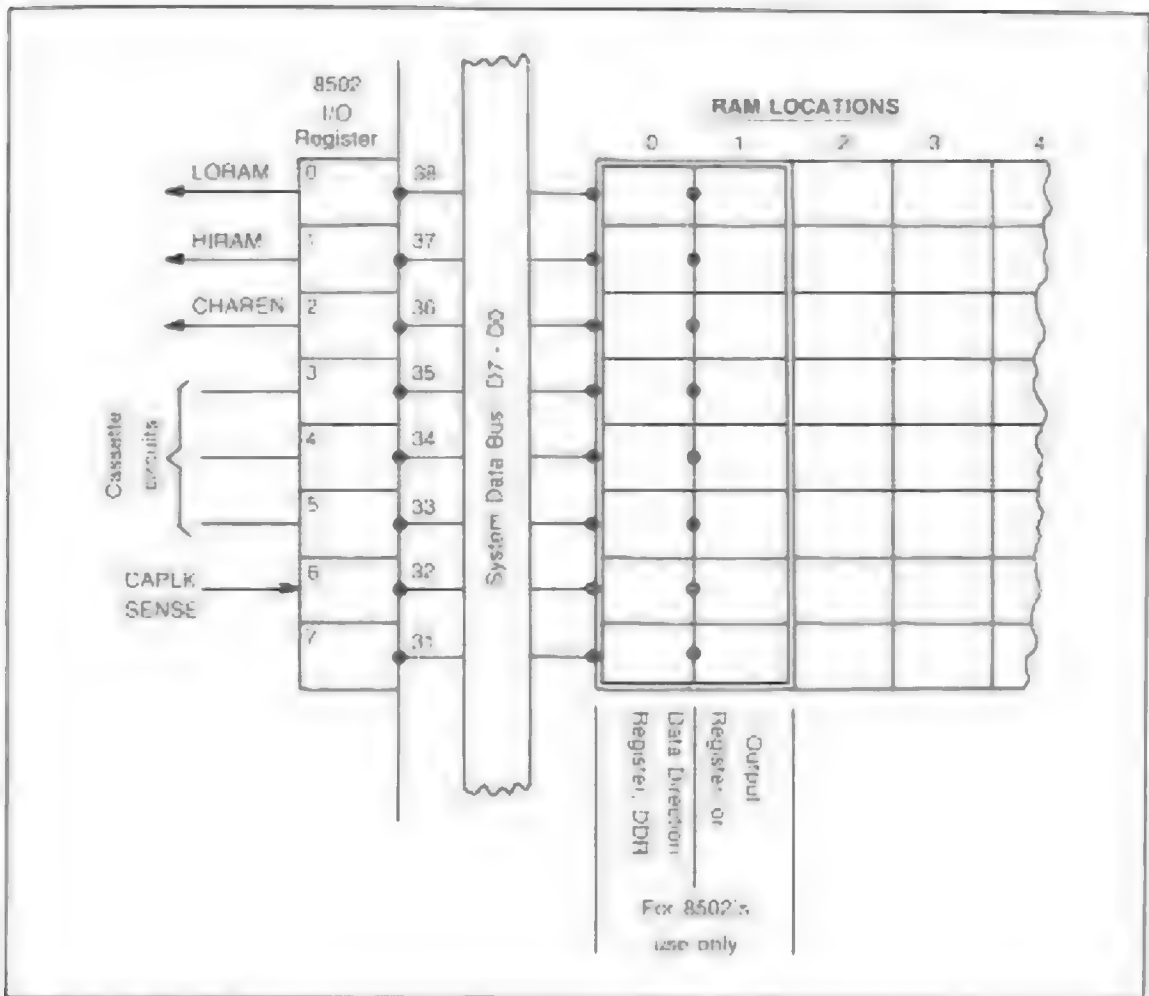 8502
I/O
Register
RAM LOCATIONS
0 1 2 3 4
LORAM 0 38
HIRAM 1 37
CHAREN 2 36
3 35
4 34
5 33
Cassette
Circuits
CAPLK
SENSE
6 32
7 31
System Data Bus D7 - D0
Data Direction
Register, DDR
Output
Register or
For 8502's
use only